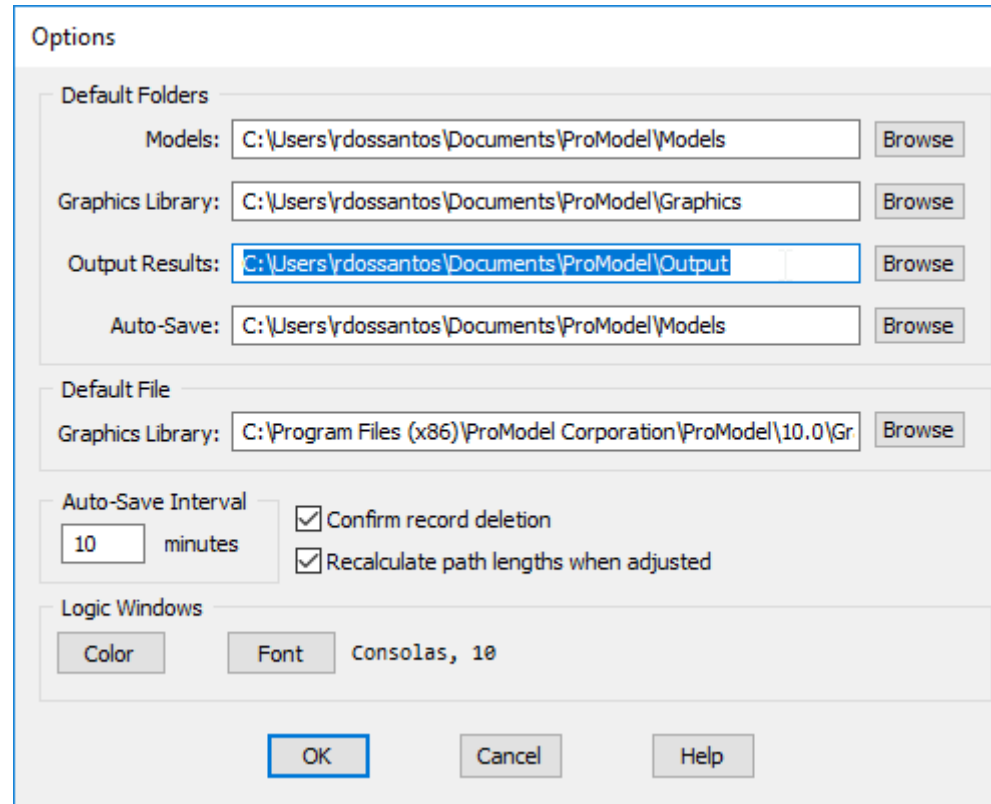 Options
Default Folders
Models: C:\Users\rdossantos\Documents\ProModel\Models Browse
Graphics Library: C:\Users\rdossantos\Documents\ProModel\Graphics Browse
Output Results: C:\Users\rdossantos\Documents\ProModel\Output Browse
Auto-Save: C:\Users\rdossantos\Documents\ProModel\Models Browse
Default File
Graphics Library: C:\Program Files (x86)\ProModel Corporation\ProModel\10.0\Gr Browse
Auto-Save Interval
10 minutes
Confirm record deletion
Recalculate path lengths when adjusted
Logic Windows
Color Font Consolas, 10
OK Cancel Help